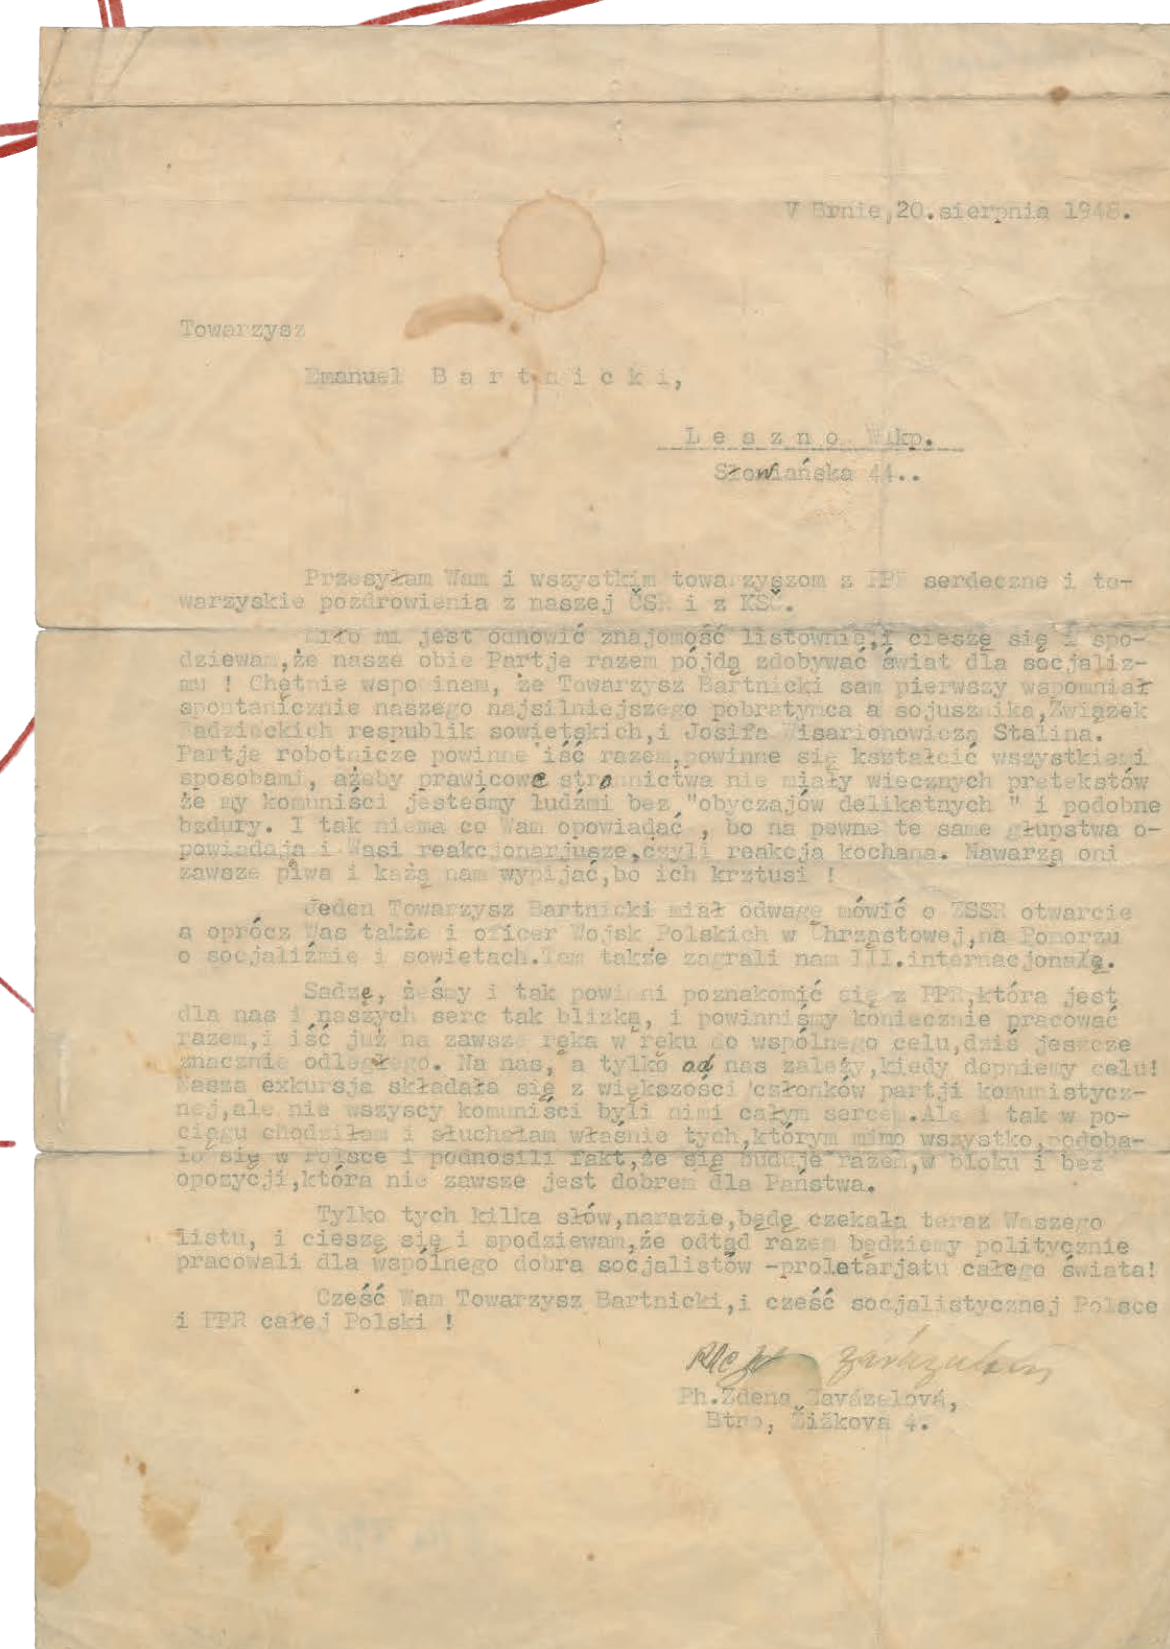 V Brnie,20.sierpnia 1948.
Towarzysz
Emanuel B a r t n i c k i,
L e s z n o Wlkp.
Słowiańska 44..
Przesyłam Wam i wszystkim towarzyszom z PPR serdeczne i to-
warzyskie pozdrowienia z naszej ČSR i z KSČ.
Miło mi jest odnowić znajomość listownie,i cieszę się i spo-
dziewam,że nasze obie Partje razem pójdą zdobywać świat dla socjaliz-
mu ! Chętnie wspominam, że Towarzysz Bartnicki sam pierwszy wspomniał
spontanicznie naszego najsilniejszego pobratymca a sojusznika,Związek
Radzieckich respublik sowietskich,i Josifa Wisarionowicza Stalina.
Partje robotnicze powinne iść razem,powinne się kształcić wszystkiemi
sposobami, ażeby prawicowe stronnictwa nie miały wiecznych pretekstów
że my komuniści jesteśmy ludźmi bez "obyczajów delikatnych " i podobne
bzdury. I tak niema co Wam opowiadać , bo na pewne te same głupstwa o-
powiadają i Wasi reakcjonarjusze,czyli reakcja kochana. Nawarzą oni
zawsze piwa i każą nam wypijać,bo ich krztusi !
Jeden Towarzysz Bartnicki miał odwagę mówić o ZSSR otwarcie
a oprócz Was także i oficer Wojsk Polskich w Chrząstowej,na Pomorzu
o socjaliźmie i sowietach.Tam także zagrali nam III.internacjonałę.
Sadzę, żeśmy i tak powinni poznakomić się z PPR,która jest
dla nas i naszych serc tak blizką, i powinniśmy koniecznie pracować
razem,i iść już na zawsze ręka w ręku do wspólnego celu,dziś jeszcze
znacznie odległego. Na nas, a tylko od nas zależy,kiedy dopniemy celu!
Nasza exkursja składała się z większości członków partji komunistycz-
nej,ale nie wszyscy komuniści byli nimi całym sercem.Ale i tak w po-
ciągu chodziłam i słuchałam właśnie tych,którym mimo wszystko,podoba-
ło się w Polsce i podnosili fakt,że się buduje razem,w bloku i bez
opozycji,która nie zawsze jest dobrem dla Państwa.
Tylko tych kilka słów,narazie,będę czekala teraz Waszego
listu, i cieszę się i spodziewam,że odtąd razem będziemy politycznie
pracowali dla wspólnego dobra socjalistów -proletarjatu całego świata!
Cześć Wam Towarzysz Bartnicki,i cześć socjalistycznej Polsce
i PPR całej Polski !
Zavázelová
Ph.Zdena Zavázelová,
Btno, Žižkova 4.